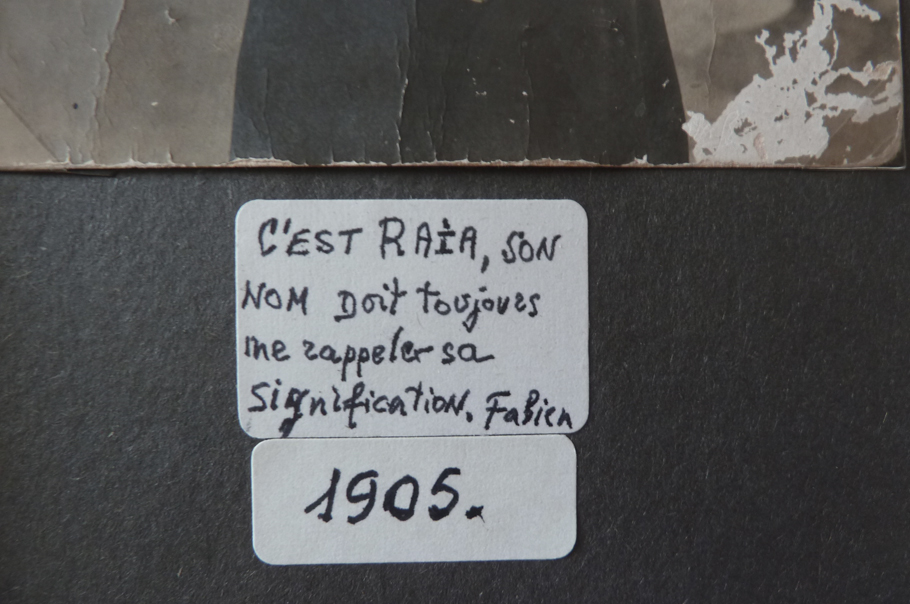 C'EST RAÏA, SON
NOM DOIT toujours
me rappeler sa
signification. Fabien
1905.